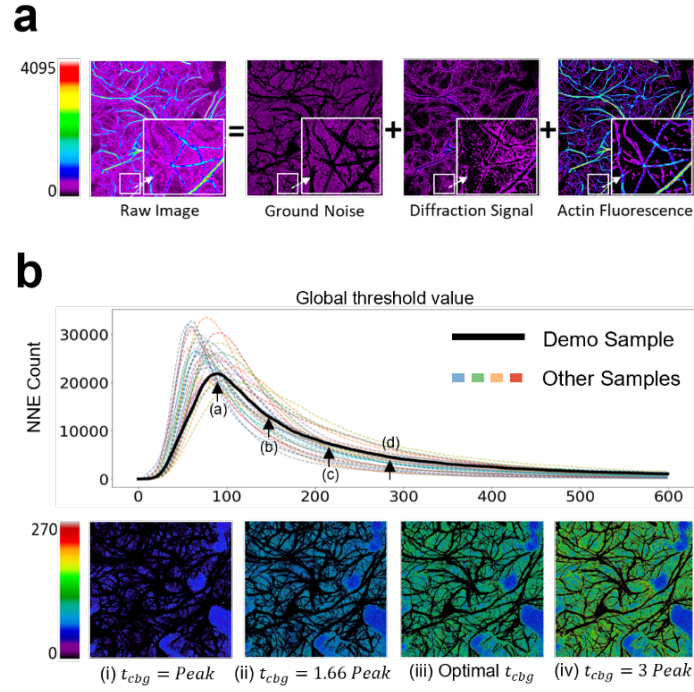 a
4095
0
=
+
+
Raw Image
Ground Noise
Diffraction Signal
Actin Fluorescence
b
Global threshold value
NNE Count
30000
20000
10000
0
Demo Sample
Other Samples
(a)
(b)
(c)
(d)
0 100 200 300 400 500 600
270
0
(i) t_cbg = Peak
(ii) t_cbg = 1.66 Peak
(iii) Optimal t_cbg
(iv) t_cbg = 3 Peak